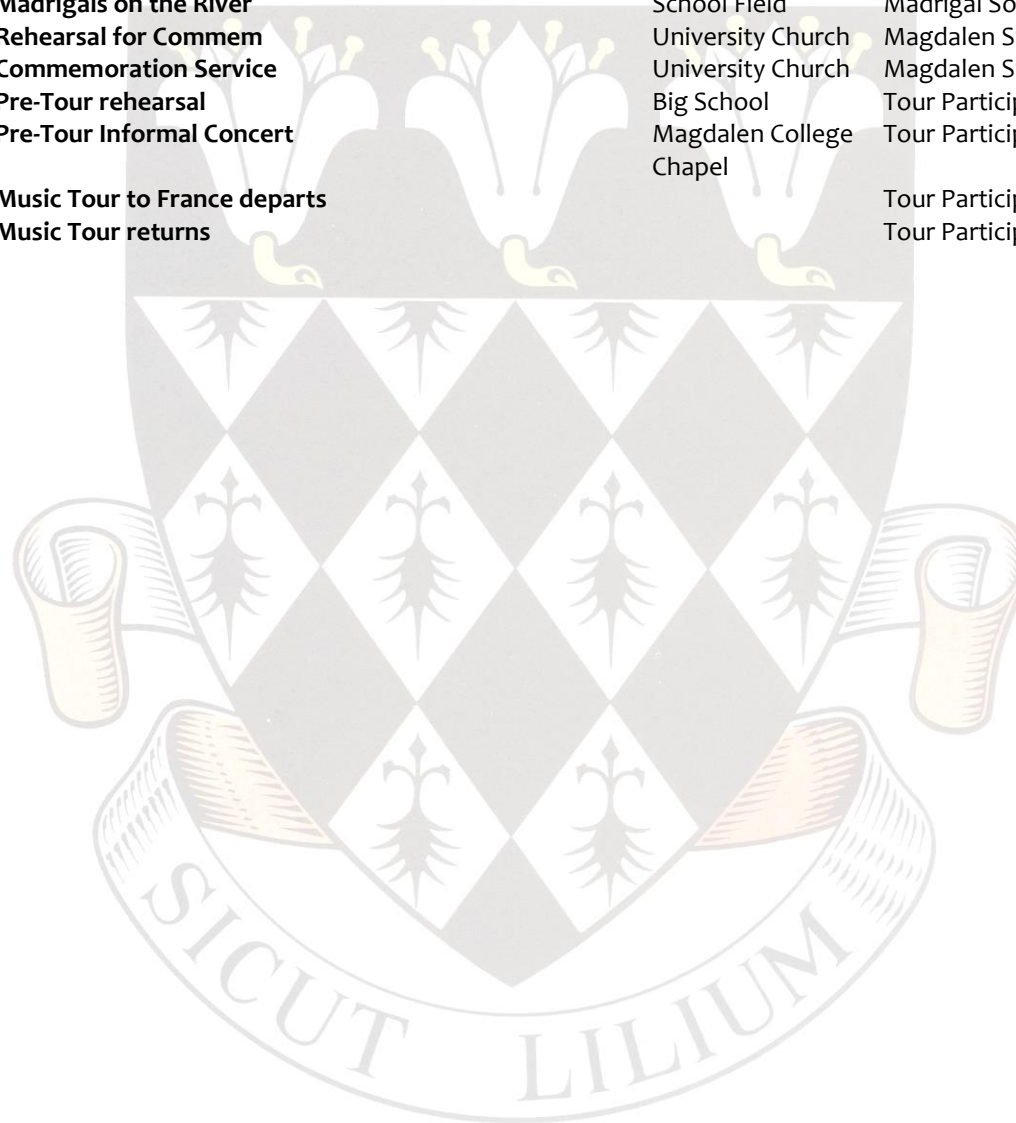 Madrigals on the River School Field Madrigal So
Rehearsal for Commem University Church Magdalen S
Commemoration Service University Church Magdalen S
Pre-Tour rehearsal Big School Tour Particip
Pre-Tour Informal Concert Magdalen College Tour Particip
Chapel
Music Tour to France departs Tour Particip
Music Tour returns Tour Particip
SICUT LILIUM